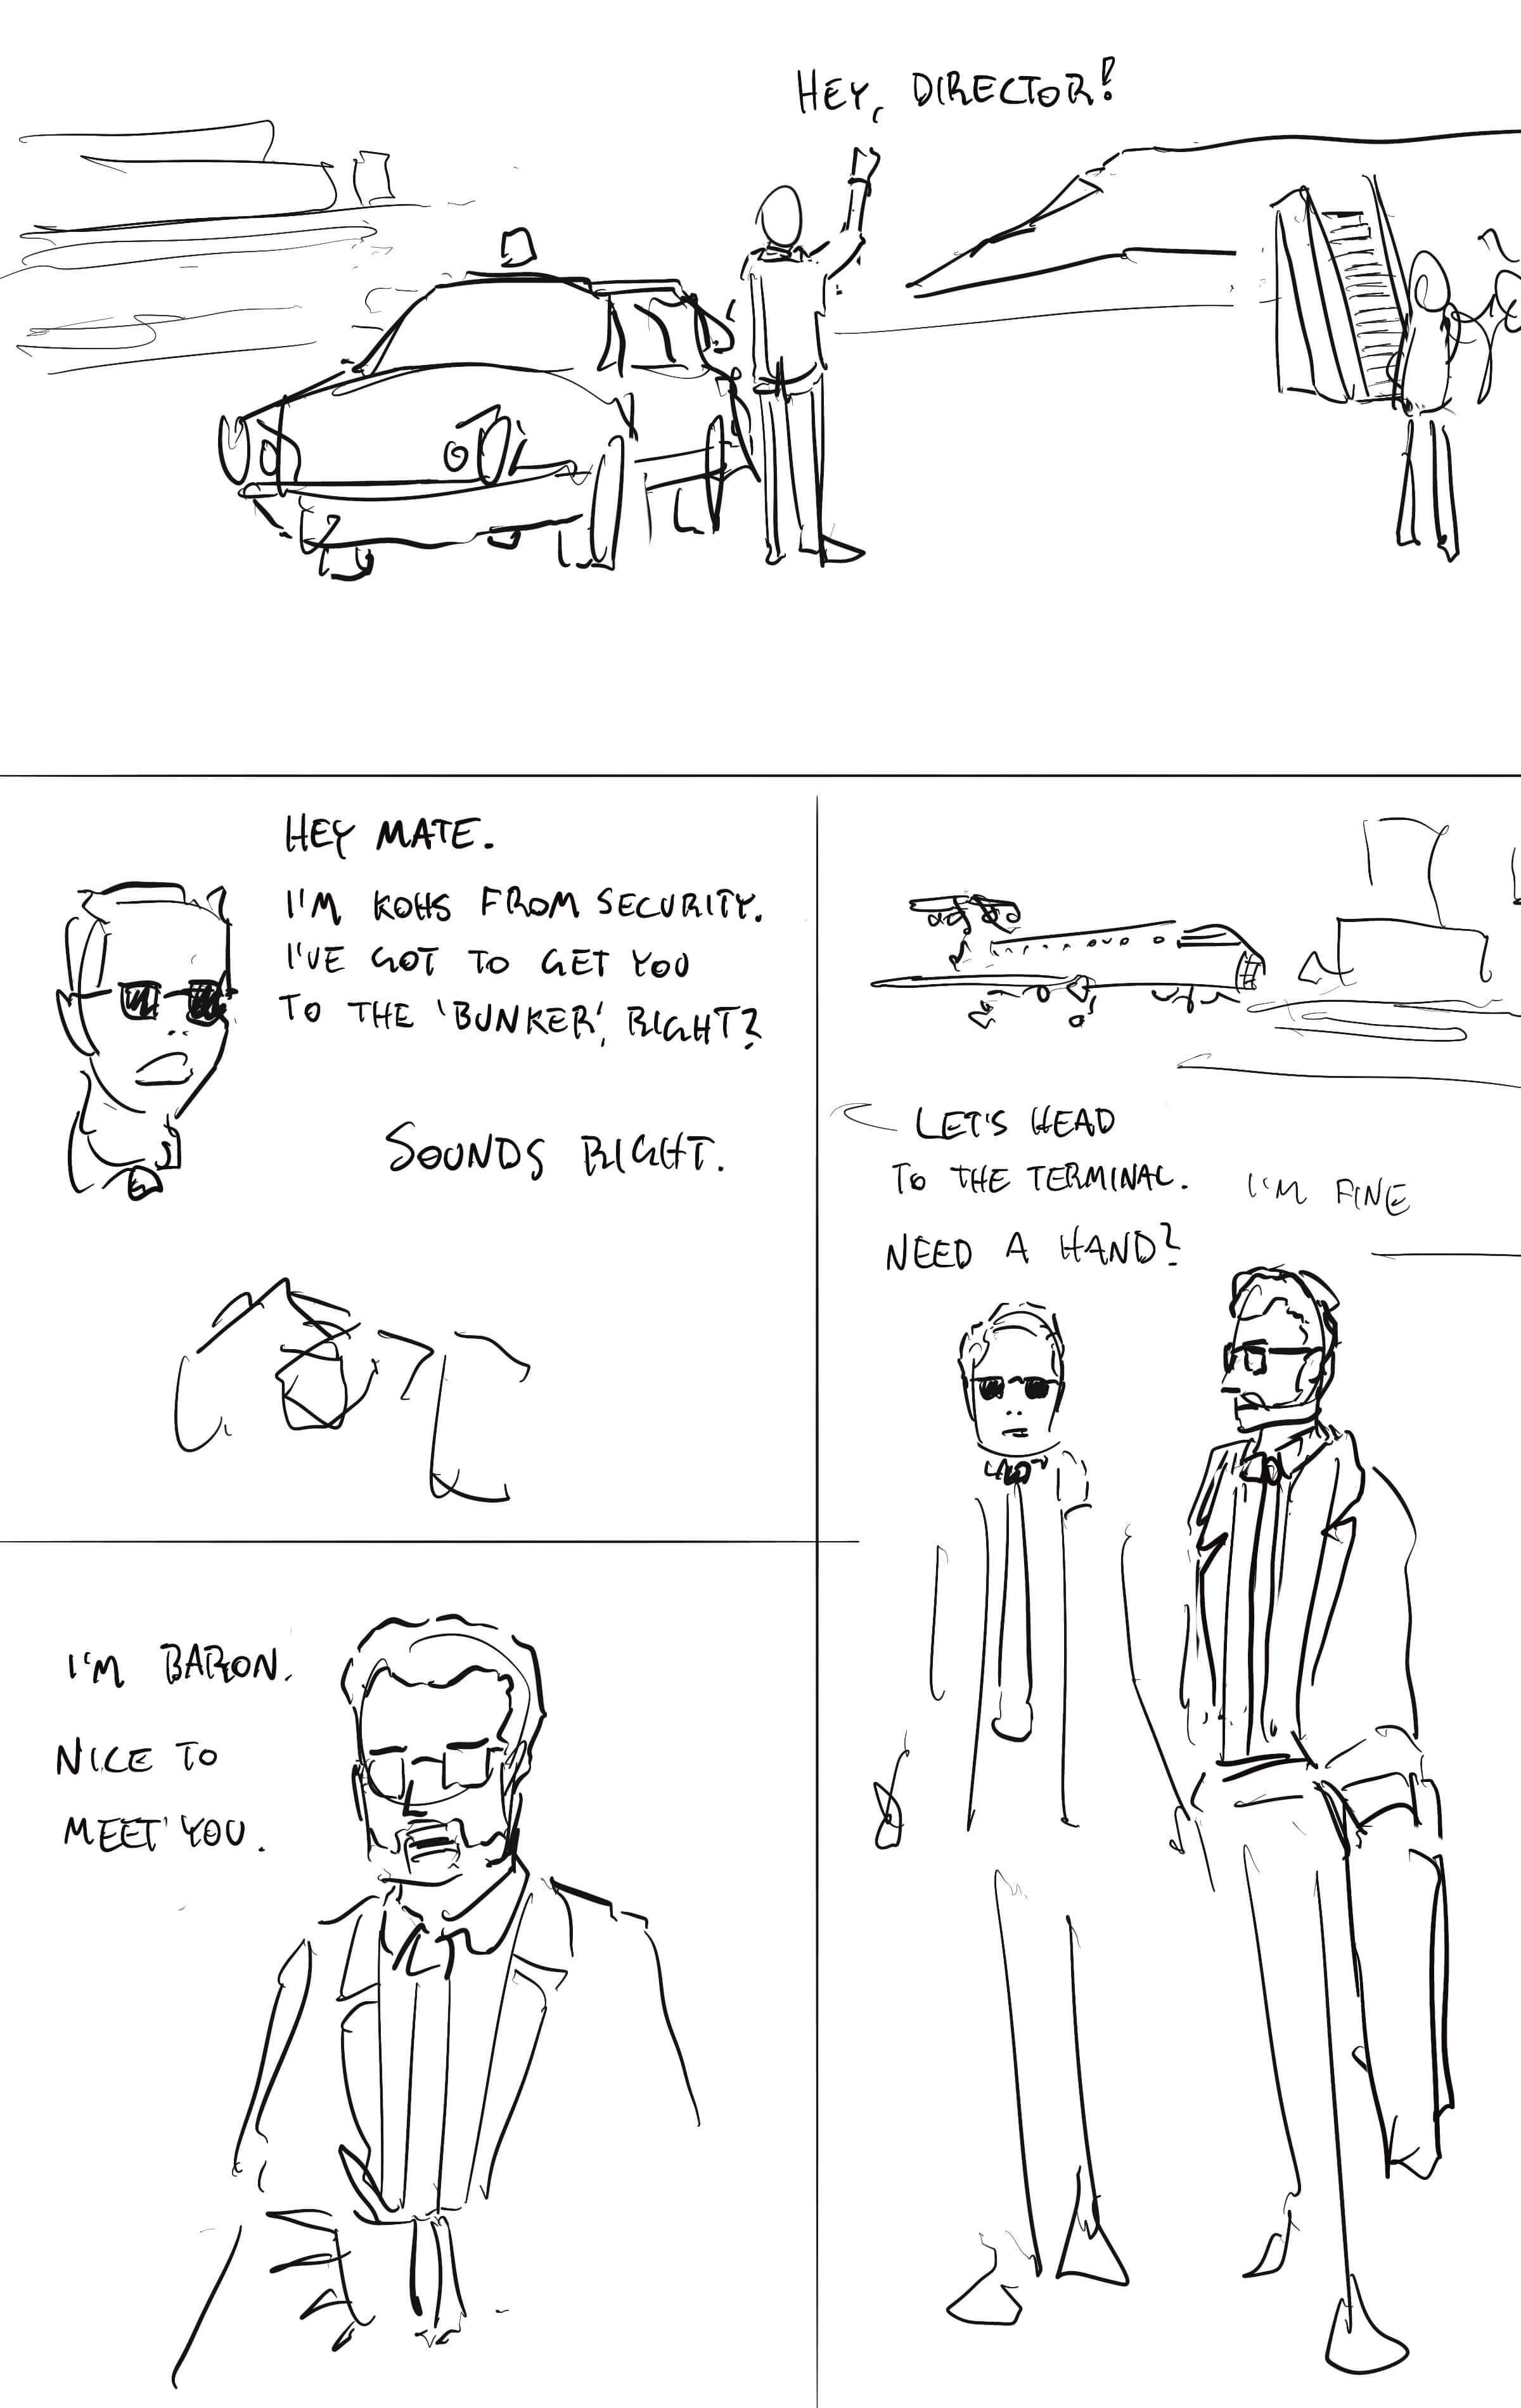 HEY, DIRECTOR!
HEY MATE.
I'M KOHS FROM SECURITY.
I'VE GOT TO GET YOU
TO THE 'BUNKER', RIGHT?
SOUNDS RIGHT.
I'M BARON.
NICE TO
MEET YOU.
LET'S HEAD
TO THE TERMINAL.
NEED A HAND?
I'M FINE